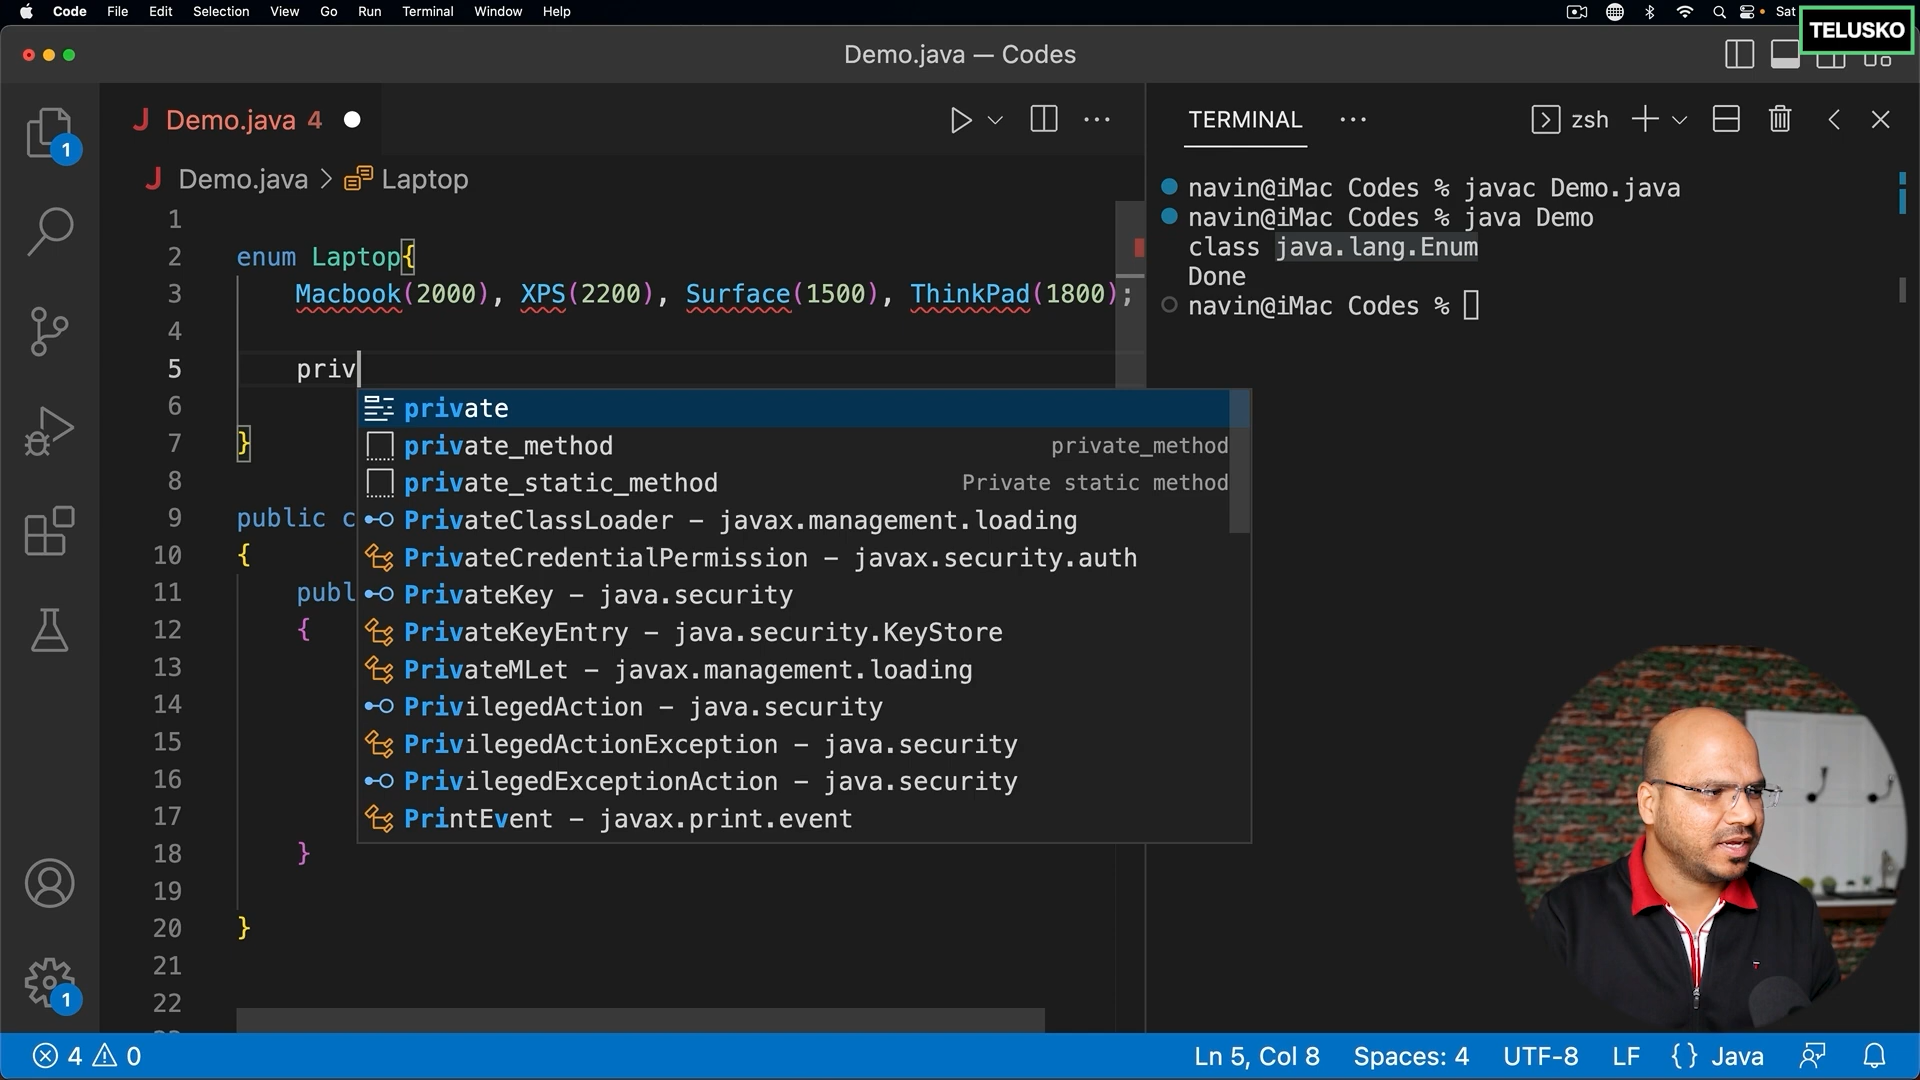 Code File Edit Selection View Go Run Terminal Window Help Sat
TELUSKO
Demo.java — Codes
Demo.java 4
Demo.java > Laptop
1
2 enum Laptop{
3 Macbook(2000), XPS(2200), Surface(1500), ThinkPad(1800);
4
5 priv
6
7 }
8
9 public c
10 {
11 publ
12 {
13
14
15
16
17
18 }
19
20 }
21
22
private
private_method private_method
private_static_method Private static method
PrivateClassLoader – javax.management.loading
PrivateCredentialPermission – javax.security.auth
PrivateKey – java.security
PrivateKeyEntry – java.security.KeyStore
PrivateMLet – javax.management.loading
PrivilegedAction – java.security
PrivilegedActionException – java.security
PrivilegedExceptionAction – java.security
PrintEvent – javax.print.event
TERMINAL
zsh
navin@iMac Codes % javac Demo.java
navin@iMac Codes % java Demo
class java.lang.Enum
Done
navin@iMac Codes %
1
1
4 0
Ln 5, Col 8 Spaces: 4 UTF-8 LF {} Java